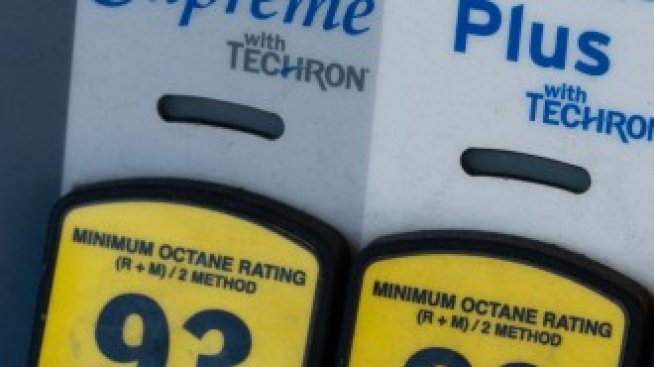 Supreme
with
TECHRON
Plus
with
TECHRON
MINIMUM OCTANE RATING
(R + M) / 2 METHOD
93
MINIMUM OCTANE RATING
(R + M) / 2 METHOD